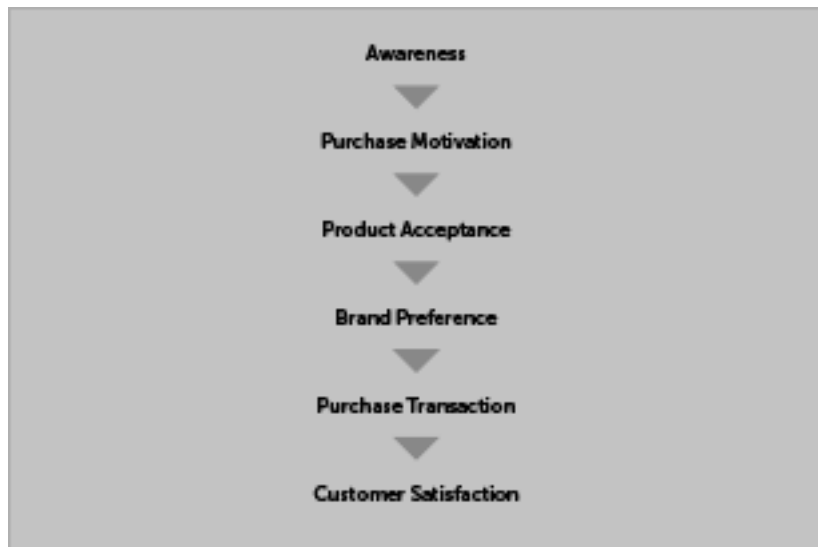 Awareness
Purchase Motivation
Product Acceptance
Brand Preference
Purchase Transaction
Customer Satisfaction